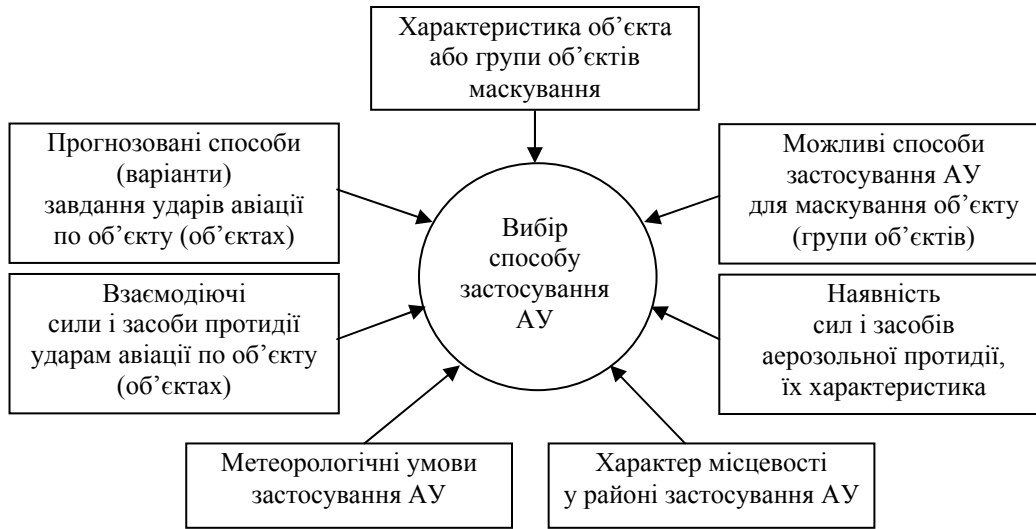 Характеристика об’єкта
або групи об’єктів
маскування
Прогнозовані способи
(варіанти)
завдання ударів авіації
по об’єкту (об’єктах)
Можливі способи
застосування АУ
для маскування об’єкту
(групи об’єктів)
Вибір
способу
застосування
АУ
Взаємодіючі
сили і засоби протидії
ударам авіації по об’єкту
(об’єктах)
Наявність
сил і засобів
аерозольної протидії,
їх характеристика
Метеорологічні умови
застосування АУ
Характер місцевості
у районі застосування АУ